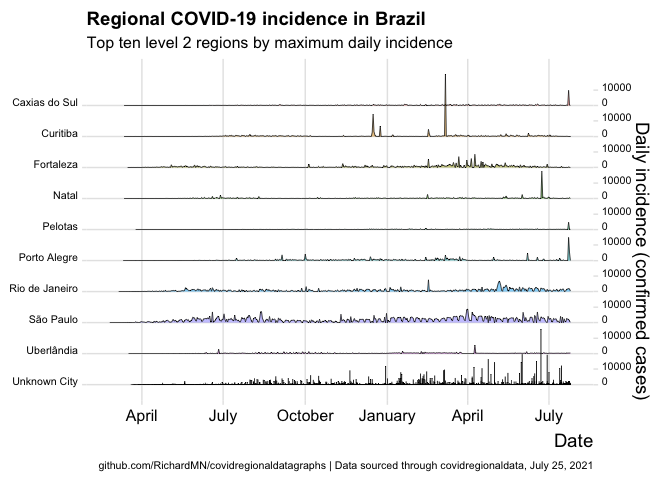 Regional COVID-19 incidence in Brazil
Top ten level 2 regions by maximum daily incidence
Caxias do Sul
Curitiba
Fortaleza
Natal
Pelotas
Porto Alegre
Rio de Janeiro
São Paulo
Uberlândia
Unknown City
10000
0
10000
0
10000
0
10000
0
10000
0
10000
0
10000
0
10000
0
10000
0
10000
0
Daily incidence (confirmed cases)
April July October January April July
Date
github.com/RichardMN/covidregionaldatagraphs | Data sourced through covidregionaldata, July 25, 2021